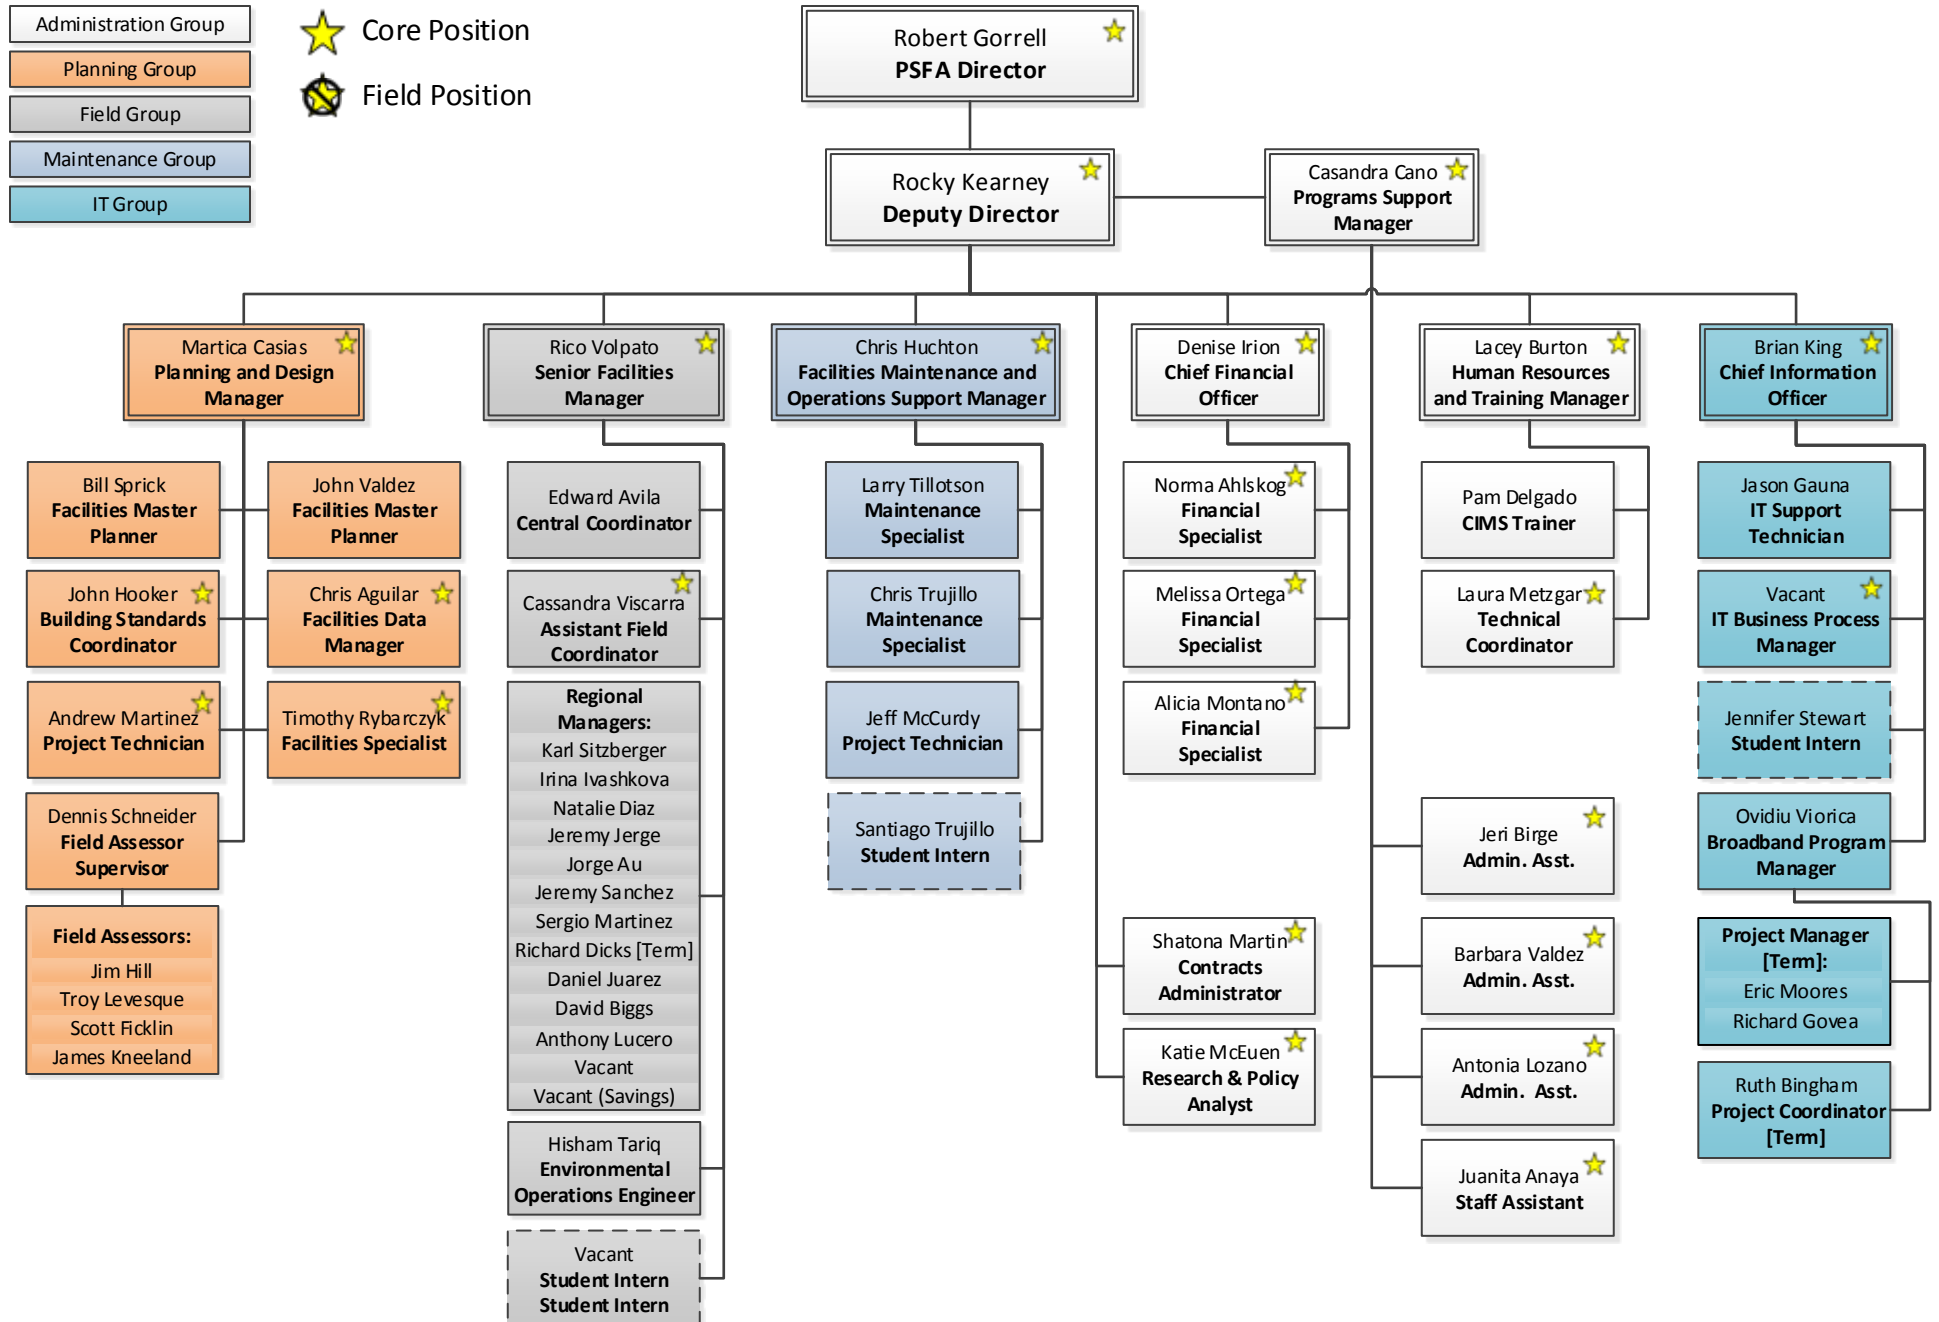 Administration Group
Planning Group
Field Group
Maintenance Group
IT Group
Core Position
Field Position
Robert Gorrell
PSFA Director
Rocky Kearney
Deputy Director
Casandra Cano
Programs Support
Manager
Martica Casias
Planning and Design
Manager
Rico Volpato
Senior Facilities
Manager
Chris Huchton
Facilities Maintenance and
Operations Support Manager
Denise Irion
Chief Financial
Officer
Lacey Burton
Human Resources
and Training Manager
Brian King
Chief Information
Officer
Bill Sprick
Facilities Master
Planner
John Valdez
Facilities Master
Planner
John Hooker
Building Standards
Coordinator
Chris Aguilar
Facilities Data
Manager
Andrew Martinez
Project Technician
Timothy Rybarczyk
Facilities Specialist
Dennis Schneider
Field Assessor
Supervisor
Field Assessors:
Jim Hill
Troy Levesque
Scott Ficklin
James Kneeland
Edward Avila
Central Coordinator
Cassandra Viscarra
Assistant Field
Coordinator
Regional
Managers:
Karl Sitzberger
Irina Ivashkova
Natalie Diaz
Jeremy Jerge
Jorge Au
Jeremy Sanchez
Sergio Martinez
Richard Dicks [Term]
Daniel Juarez
David Biggs
Anthony Lucero
Vacant
Vacant (Savings)
Hisham Tariq
Environmental
Operations Engineer
Vacant
Student Intern
Student Intern
Larry Tillotson
Maintenance
Specialist
Chris Trujillo
Maintenance
Specialist
Jeff McCurdy
Project Technician
Santiago Trujillo
Student Intern
Norma Ahlskog
Financial
Specialist
Melissa Ortega
Financial
Specialist
Alicia Montano
Financial
Specialist
Shatona Martin
Contracts
Administrator
Katie McEuen
Research & Policy
Analyst
Pam Delgado
CIMS Trainer
Laura Metzgar
Technical
Coordinator
Jeri Birge
Admin. Asst.
Barbara Valdez
Admin. Asst.
Antonia Lozano
Admin. Asst.
Juanita Anaya
Staff Assistant
Jason Gauna
IT Support
Technician
Vacant
IT Business Process
Manager
Jennifer Stewart
Student Intern
Ovidiu Viorica
Broadband Program
Manager
Project Manager
[Term]:
Eric Moores
Richard Govea
Ruth Bingham
Project Coordinator
[Term]